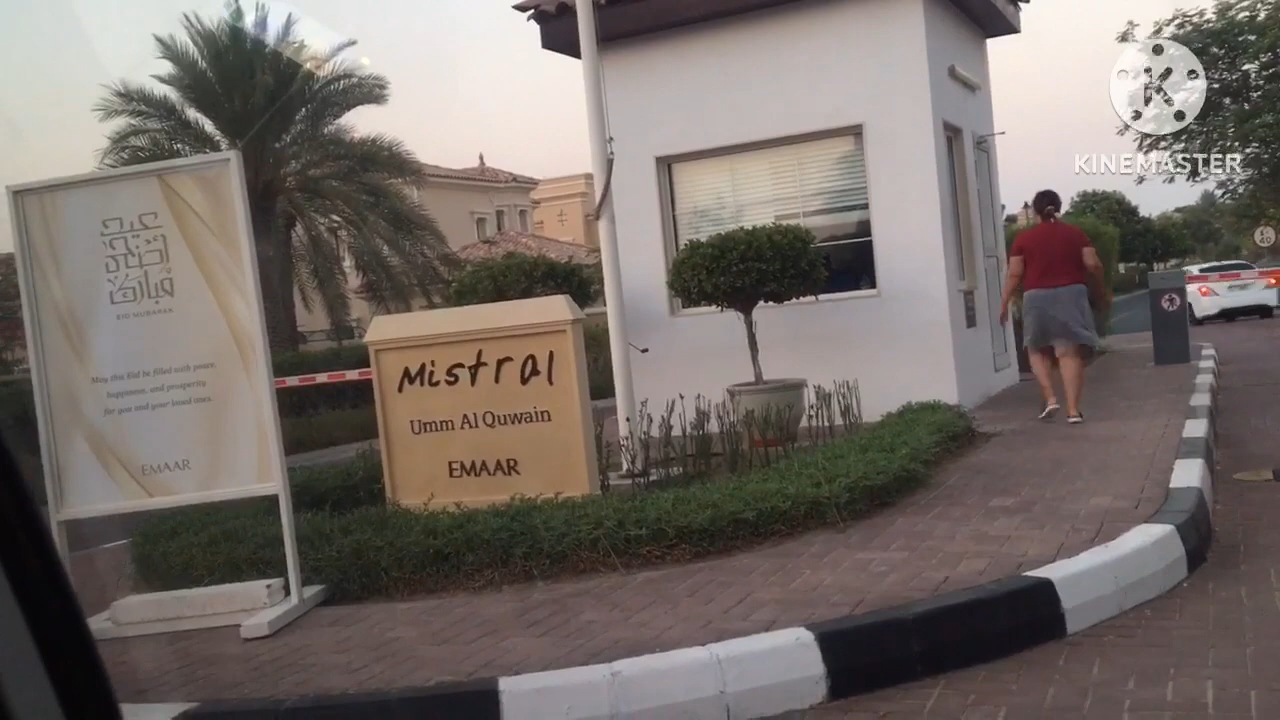 عيد
أضحى
مبارك
EID MUBARAK
May this Eid be filled with peace,
happiness, and prosperity
for you and your loved ones.
EMAAR
Mistral
Umm Al Quwain
EMAAR
K
KINEMASTER
40